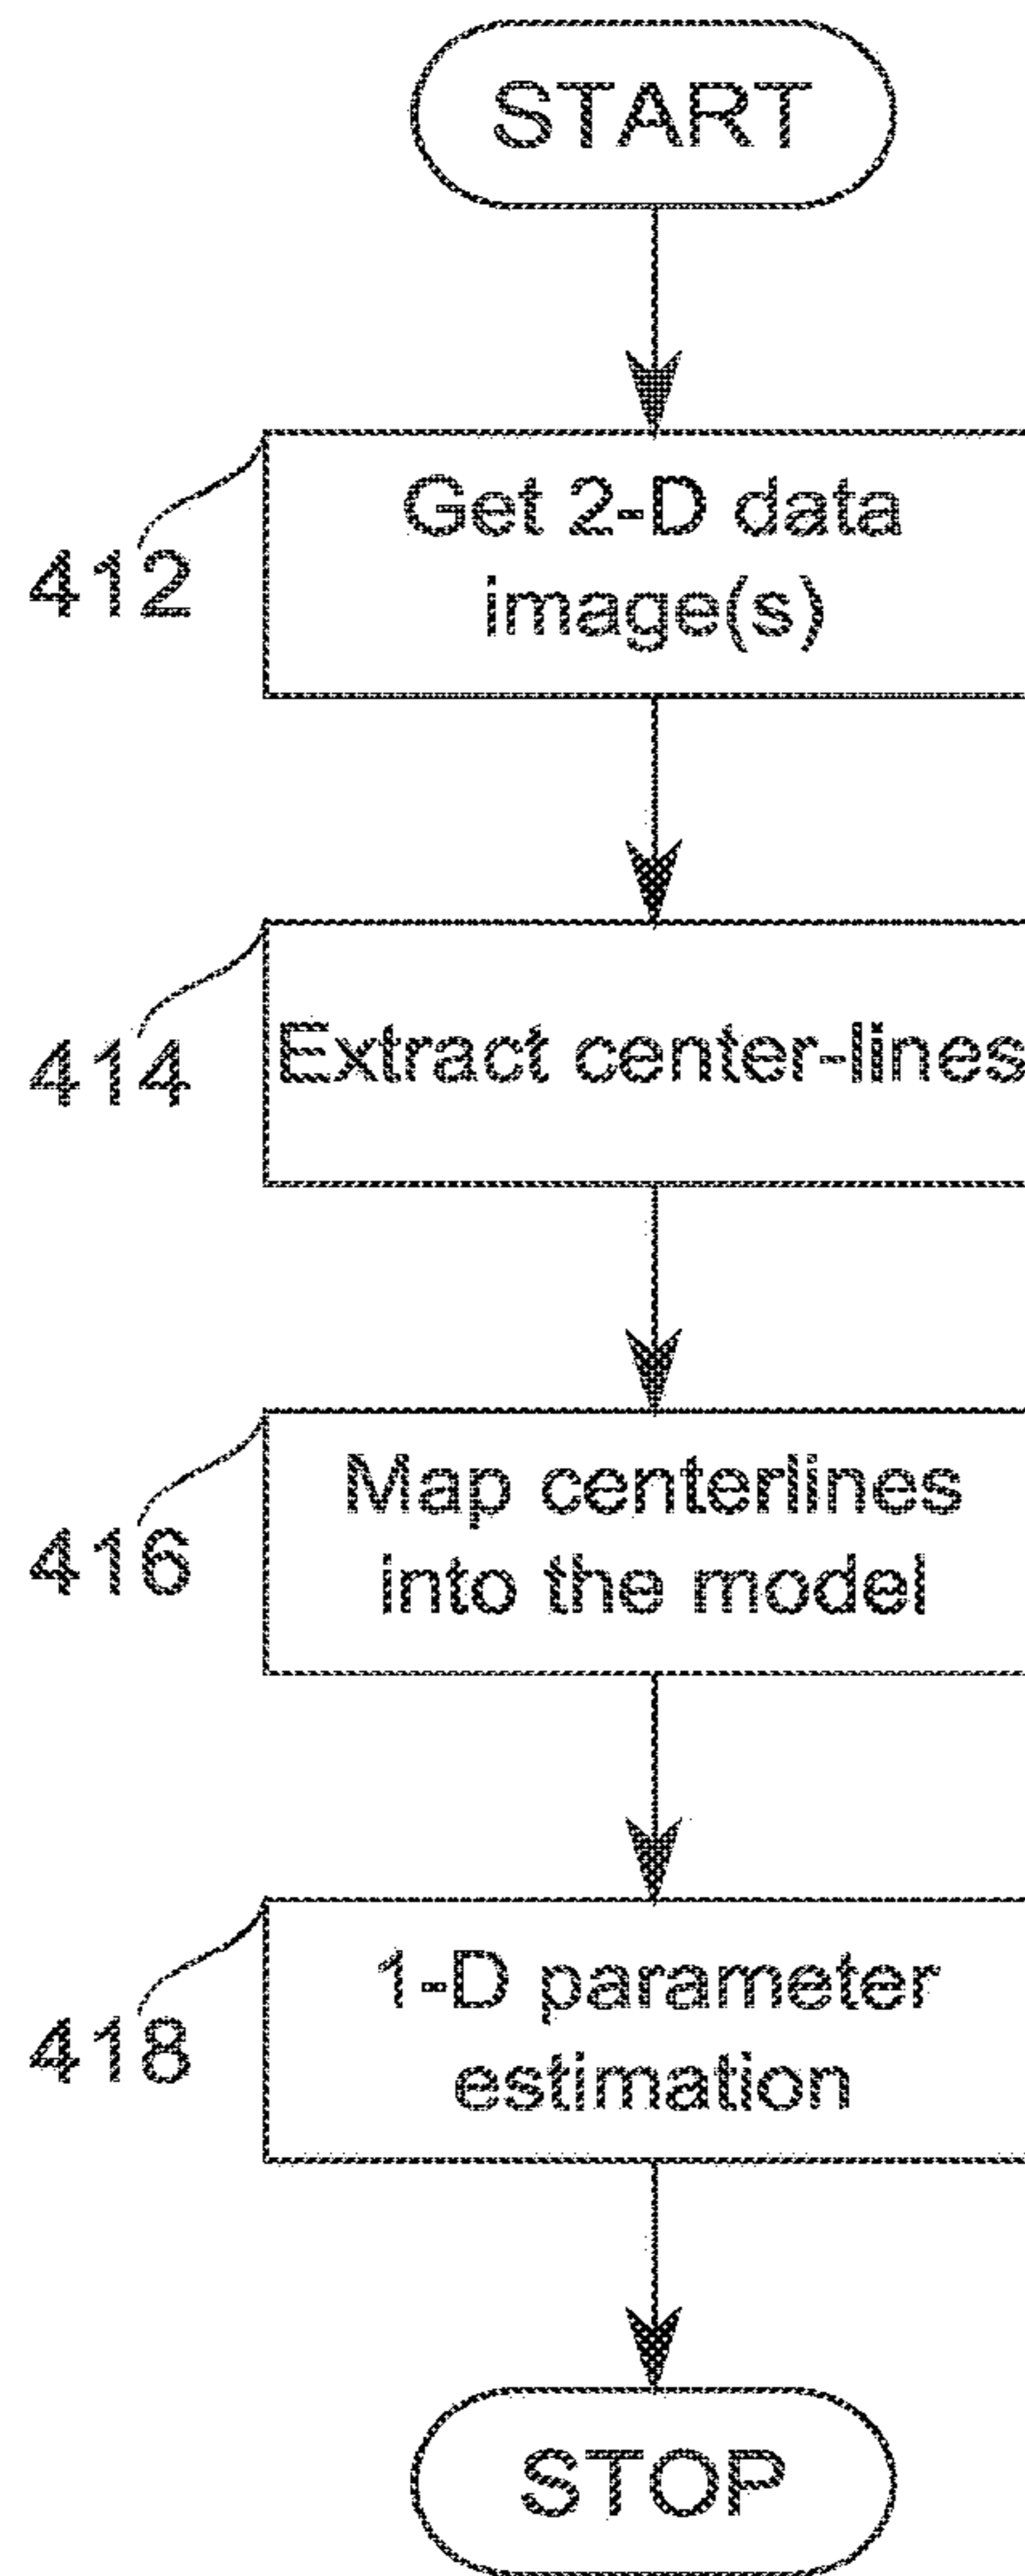 START
Get 2-D data
image(s)
412
Extract center-lines
414
Map centerlines
into the model
416
1-D parameter
estimation
418
STOP